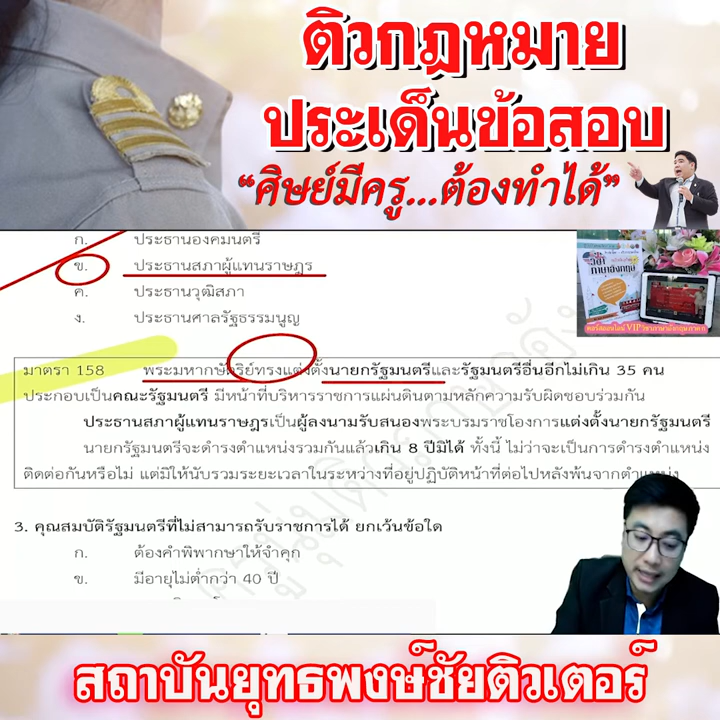 ติวกฎหมาย
ประเด็นข้อสอบ
“ศิษย์มีครู...ต้องทำได้”
ก. ประธานองคมนตรี
ข. ประธานสภาผู้แทนราษฎร
ค. ประธานวุฒิสภา
ง. ประธานศาลรัฐธรรมนูญ
ภาษาอังกฤษ
มาตรา 158 พระมหากษัตริย์ทรงแต่งตั้งนายกรัฐมนตรีและรัฐมนตรีอื่นอีกไม่เกิน 35 คน
ประกอบเป็นคณะรัฐมนตรี มีหน้าที่บริหารราชการแผ่นดินตามหลักความรับผิดชอบร่วมกัน
ประธานสภาผู้แทนราษฎรเป็นผู้ลงนามรับสนองพระบรมราชโองการแต่งตั้งนายกรัฐมนตรี
นายกรัฐมนตรีจะดำรงตำแหน่งรวมกันแล้วเกิน 8 ปีมิได้ ทั้งนี้ ไม่ว่าจะเป็นการดำรงตำแหน่ง
ติดต่อกันหรือไม่ แต่มิให้นับรวมระยะเวลาในระหว่างที่อยู่ปฏิบัติหน้าที่ต่อไปหลังพ้นจากตำแหน่ง
3. คุณสมบัติรัฐมนตรีที่ไม่สามารถรับราชการได้ ยกเว้นข้อใด
ก. ต้องคำพิพากษาให้จำคุก
ข. มีอายุไม่ต่ำกว่า 40 ปี
สถาบันยุทธพงษ์ชัยติวเตอร์